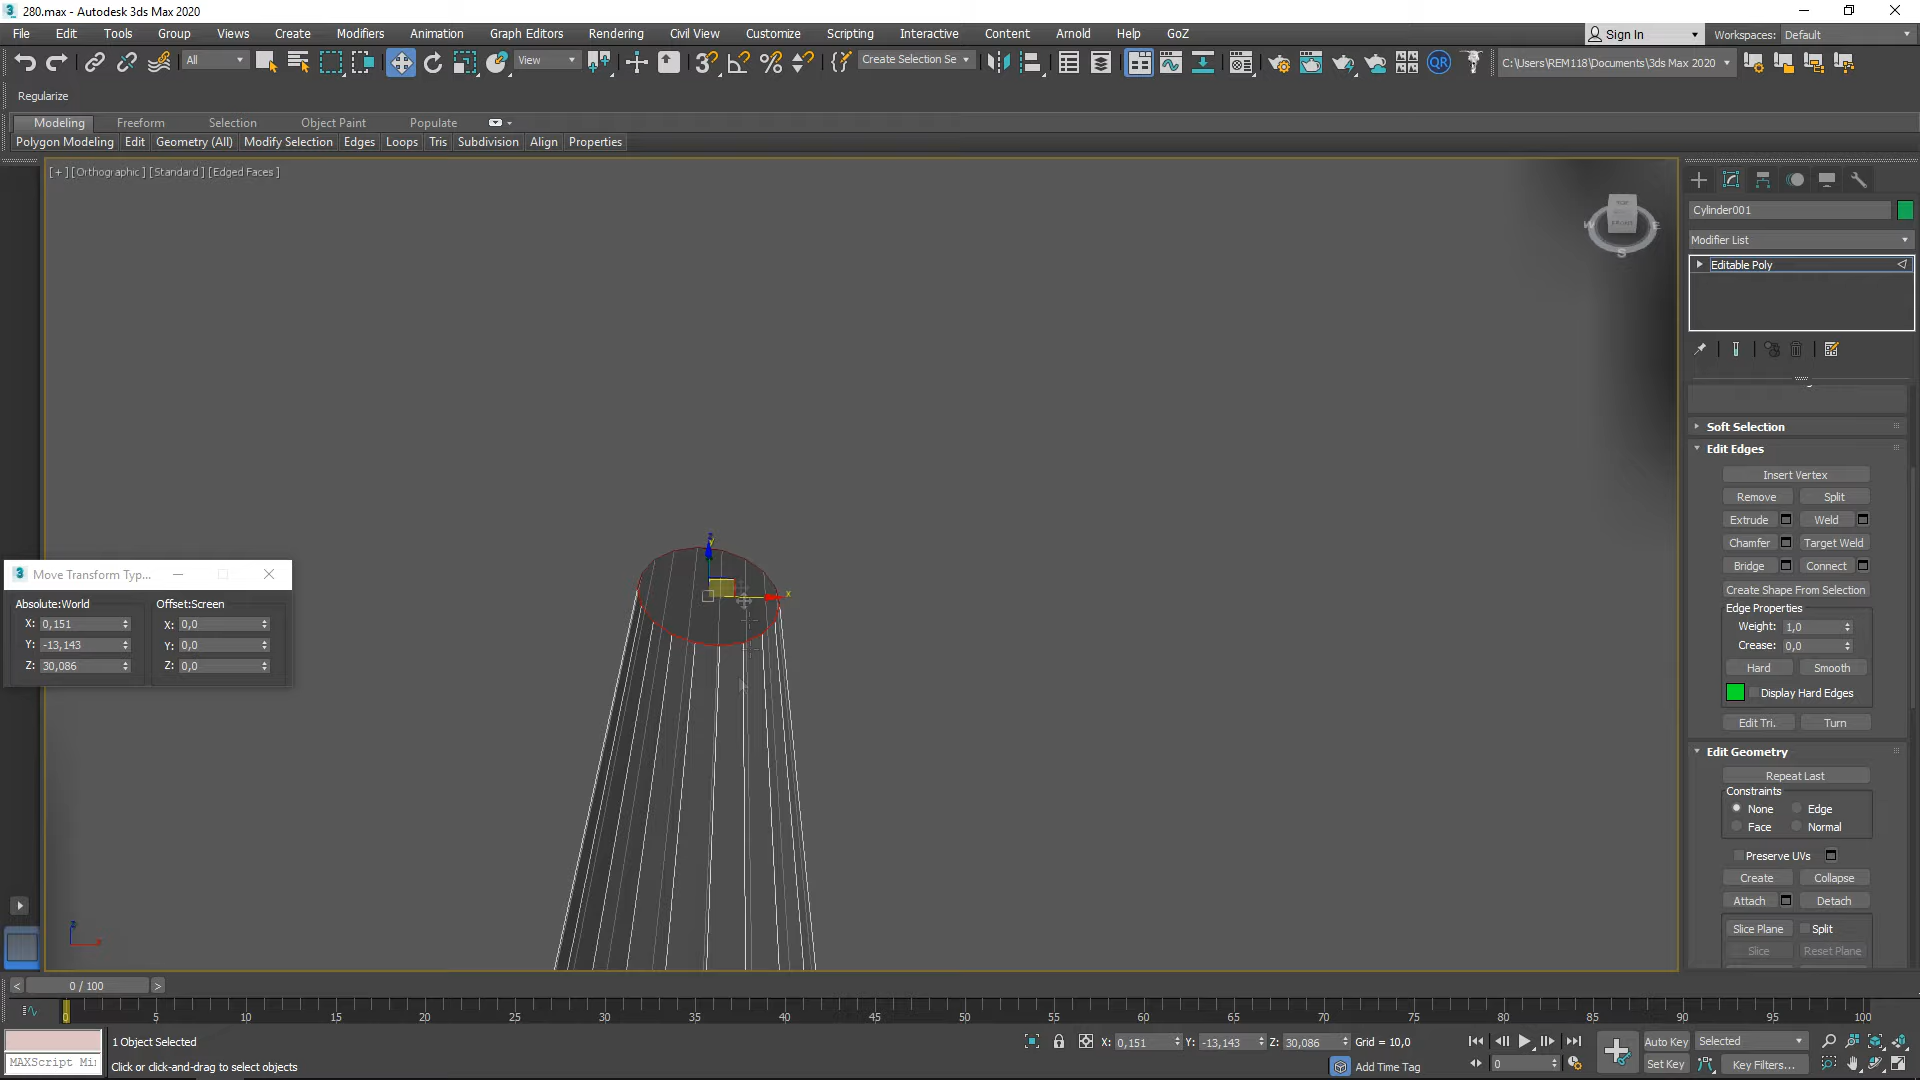 280.max - Autodesk 3ds Max 2020
File Edit Tools Group Views Create Modifiers Animation Graph Editors Rendering Civil View Customize Scripting Interactive Content Arnold Help GoZ
Sign In Workspaces: Default
All View Create Selection Se QR C:\Users\REM118\Documents\3ds Max 2020
Regularize
Modeling Freeform Selection Object Paint Populate
Polygon Modeling Edit Geometry (All) Modify Selection Edges Loops Tris Subdivision Align Properties
[ + ] [Orthographic ] [Standard ] [Edged Faces ]
Cylinder001
Modifier List
Editable Poly
Soft Selection
Edit Edges
Insert Vertex
Remove Split
Extrude Weld
Chamfer Target Weld
Bridge Connect
Create Shape From Selection
Edge Properties
Weight: 1,0
Crease: 0,0
Hard Smooth
Display Hard Edges
Edit Tri. Turn
Edit Geometry
Repeat Last
Constraints
None Edge
Face Normal
Preserve UVs
Create Collapse
Attach Detach
Slice Plane Split
Slice Reset Plane
Move Transform Typ...
Absolute:World Offset:Screen
X: 0,151 X: 0,0
Y: -13,143 Y: 0,0
Z: 30,086 Z: 0,0
x
0 / 100
0 5 10 15 20 25 30 35 40 45 50 55 60 65 70 75 80 85 90 95 100
1 Object Selected X: 0,151 Y: -13,143 Z: 30,086 Grid = 10,0 Auto Key Selected
MAXScript Mi Click or click-and-drag to select objects Add Time Tag 0 Set Key Key Filters...